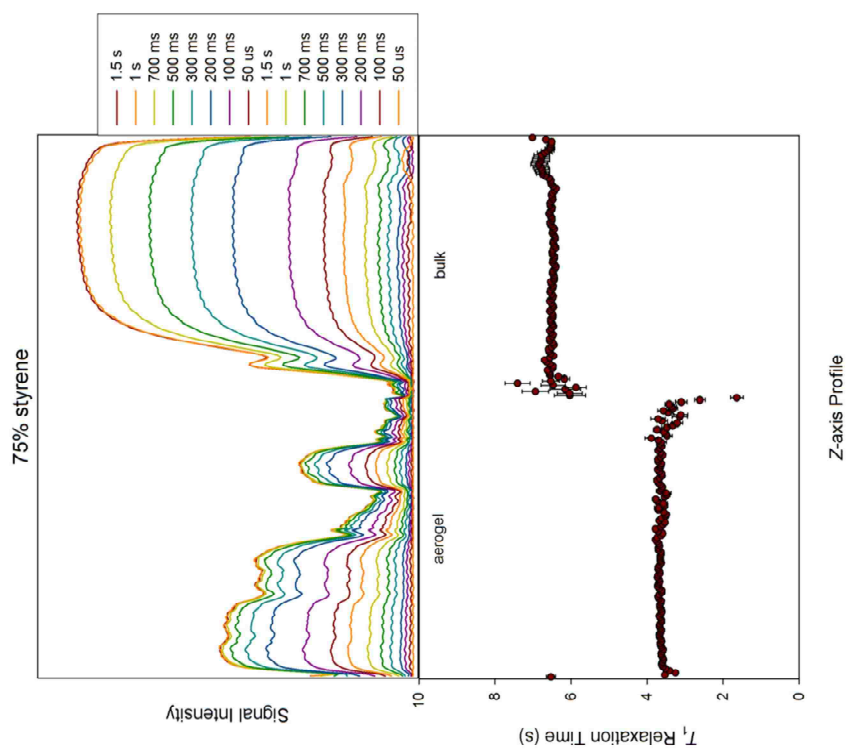 75% styrene
1.5 s
1 s
700 ms
500 ms
300 ms
200 ms
100 ms
50 us
1.5 s
1 s
700 ms
500 ms
300 ms
200 ms
100 ms
50 us
Signal Intensity
aerogel
bulk
10
8
6
4
2
0
T1 Relaxation Time (s)
Z-axis Profile